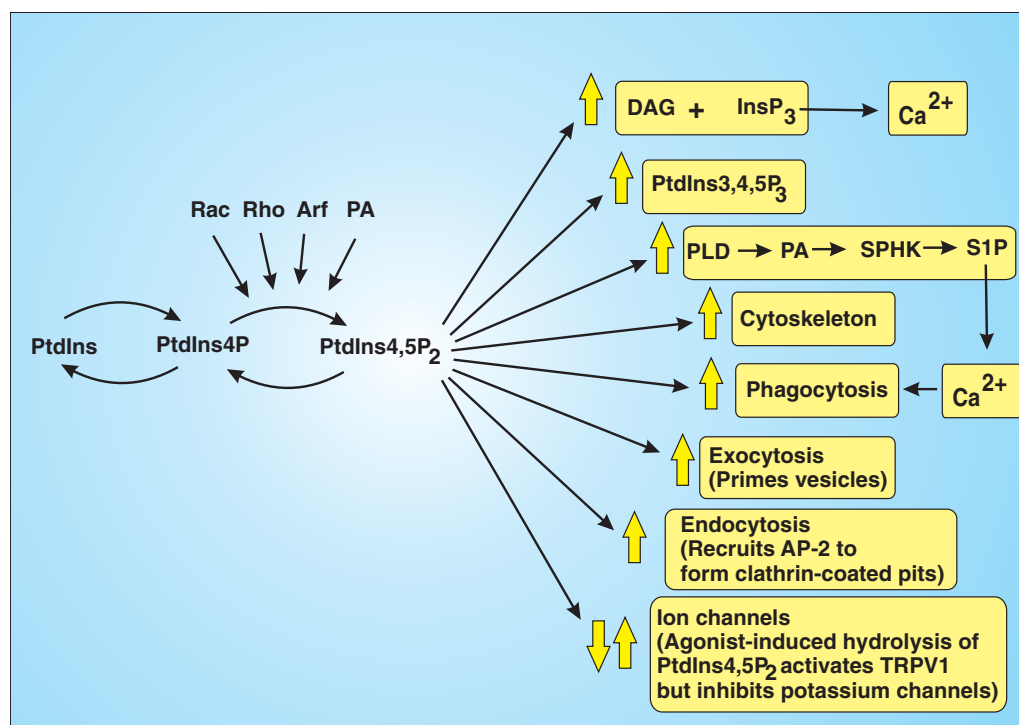 DAG + InsP3
Ca2+
PtdIns3,4,5P3
Rac Rho Arf PA
PLD PA SPHK S1P
Cytoskeleton
PtdIns PtdIns4P PtdIns4,5P2
Phagocytosis
Ca2+
Exocytosis
(Primes vesicles)
Endocytosis
(Recruits AP-2 to
form clathrin-coated pits)
Ion channels
(Agonist-induced hydrolysis of
PtdIns4,5P2 activates TRPV1
but inhibits potassium channels)